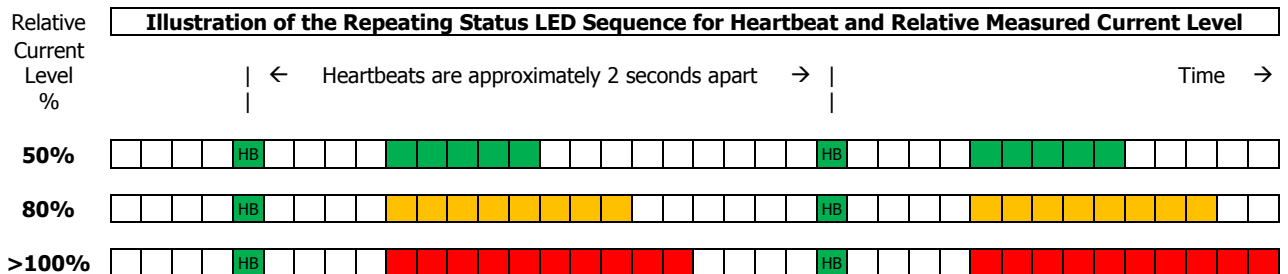 Relative
Current
Level
%
Illustration of the Repeating Status LED Sequence for Heartbeat and Relative Measured Current Level
| ← Heartbeats are approximately 2 seconds apart → | Time →
| |
50% HB HB
80% HB HB
>100% HB HB